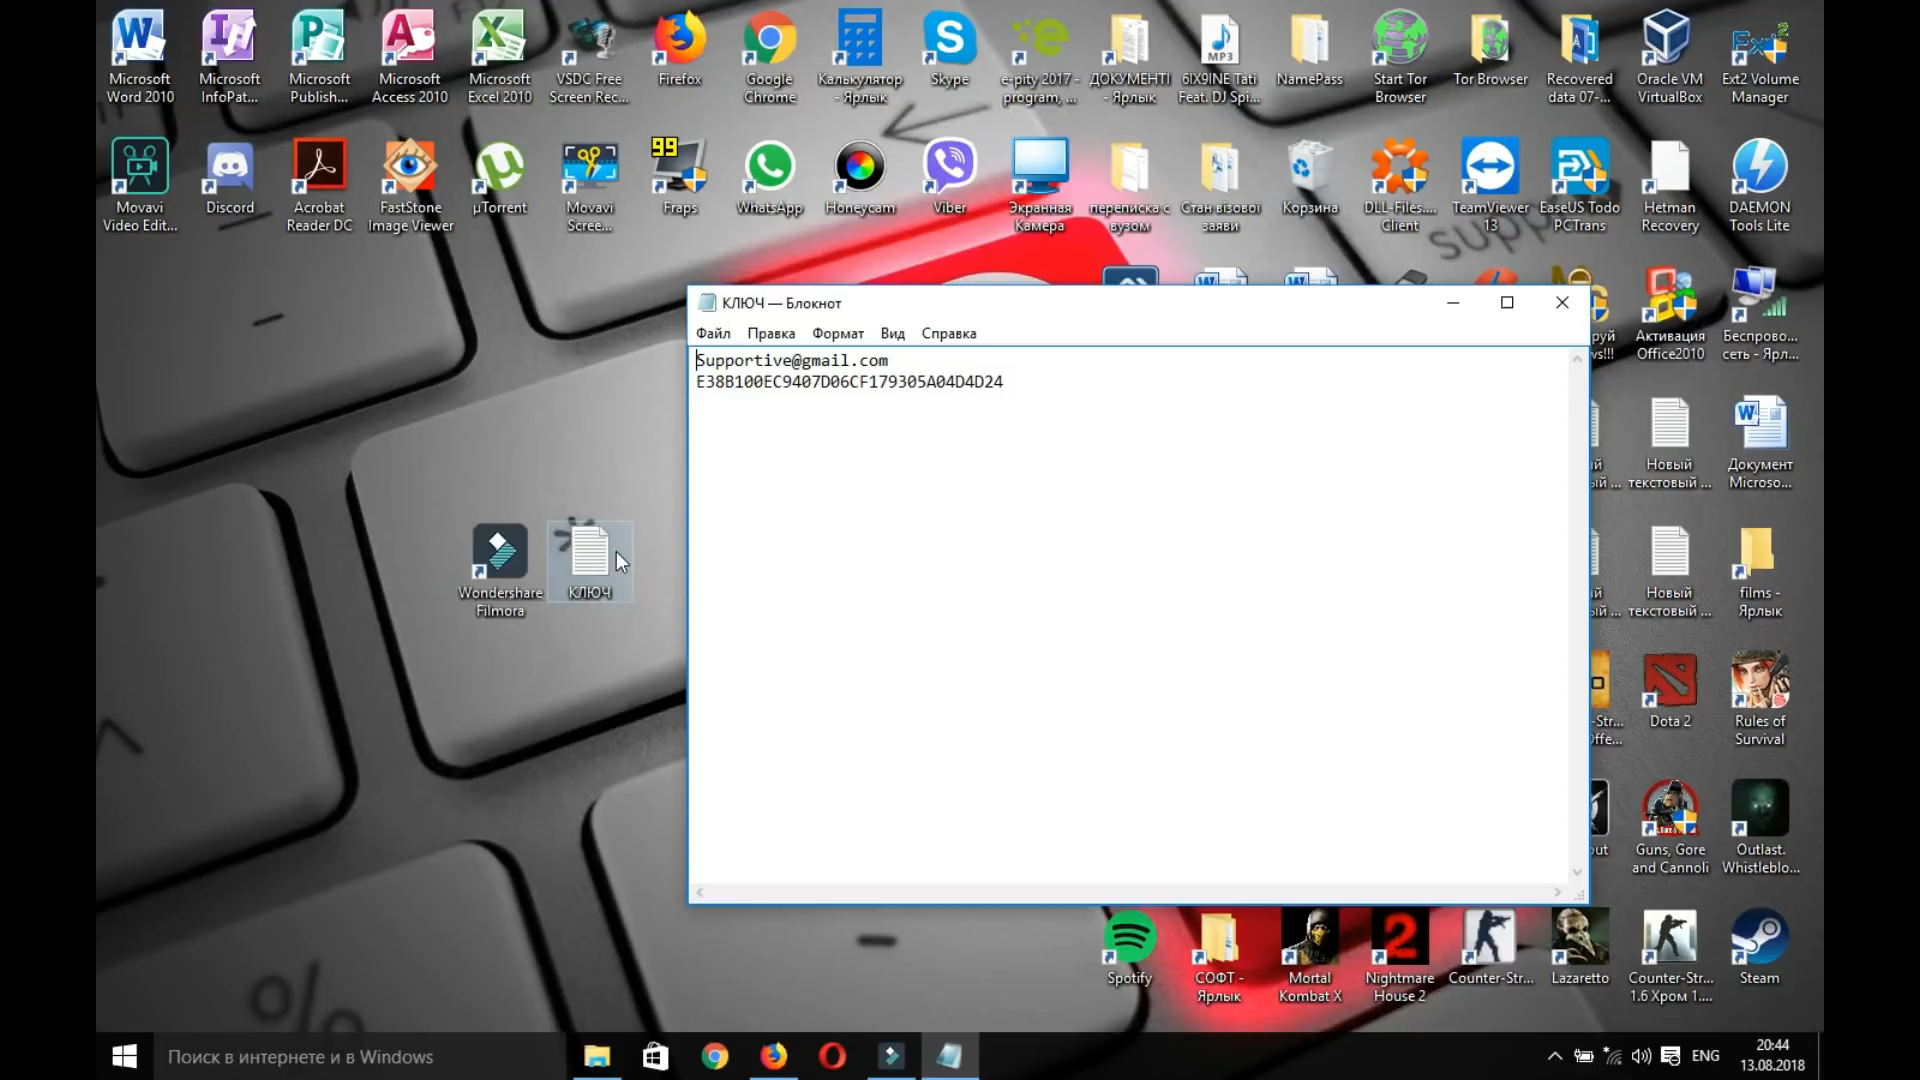 Microsoft Word 2010
Microsoft InfoPat...
Microsoft Publish...
Microsoft Access 2010
Microsoft Excel 2010
VSDC Free Screen Rec...
Firefox
Google Chrome
Калькулятор - Ярлык
Skype
e-pity 2017 - program, ...
ДОКУМЕНТІ - Ярлык
MP3
6IX9INE Tati Feat. DJ Spi...
NamePass
Start Tor Browser
Tor Browser
Recovered data 07-...
Oracle VM VirtualBox
Ext2 Volume Manager
Movavi Video Edit...
Discord
Acrobat Reader DC
FastStone Image Viewer
µTorrent
Movavi Scree...
99
Fraps
WhatsApp
Honeycam
Viber
Экранная Камера
переписка с вузом
Стан візової заяви
Корзина
DLL-Files.... Client
TeamViewer 13
EaseUS Todo PCTrans
Hetman Recovery
DAEMON Tools Lite
КЛЮЧ — Блокнот
Файл Правка Формат Вид Справка
Supportive@gmail.com
E38B100EC9407D06CF179305A04D4D24
Активация Office2010
Беспрово... сеть - Ярл...
Новый текстовый ...
Документ Microso...
Wondershare Filmora
КЛЮЧ
Новый текстовый ...
films - Ярлык
Dota 2
Rules of Survival
Guns, Gore and Cannoli
Outlast. Whistleblo...
Spotify
СОФТ - Ярлык
Mortal Kombat X
Nightmare House 2
Counter-Str...
Lazaretto
Counter-Str... 1.6 Хром 1....
Steam
Поиск в интернете и в Windows
ENG
20:44
13.08.2018